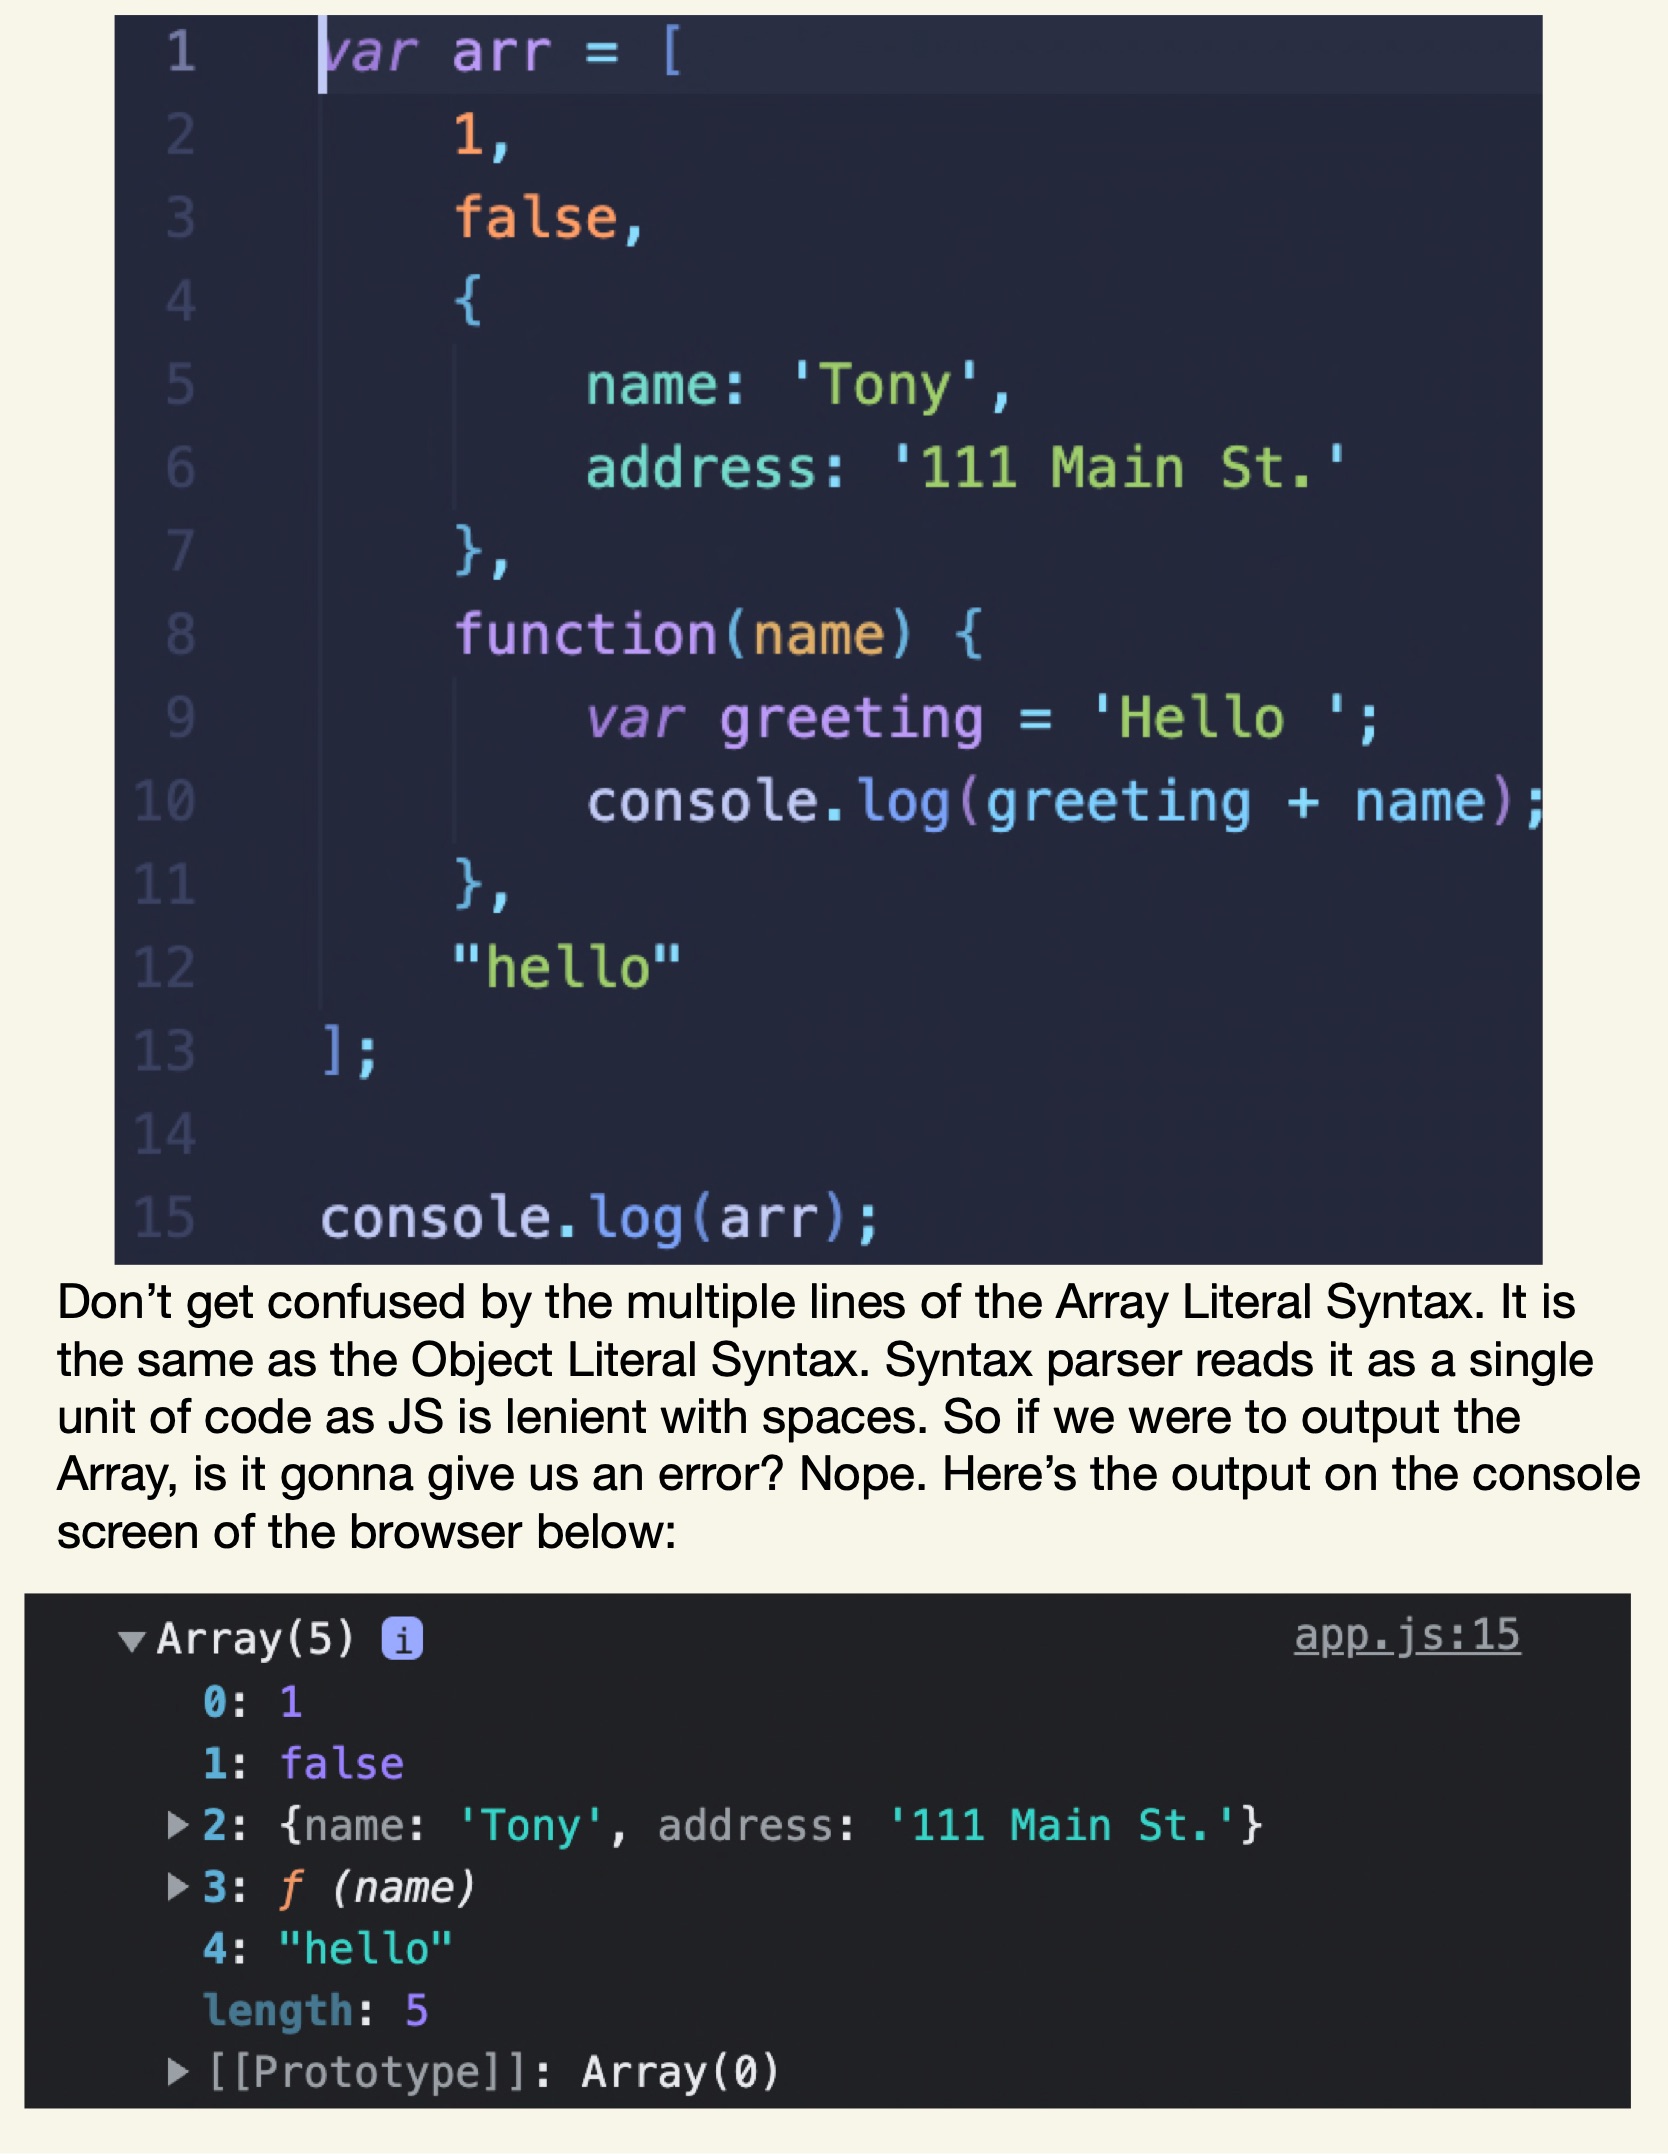 1 var arr = [
2 1,
3 false,
4 {
5 name: 'Tony',
6 address: '111 Main St.'
7 },
8 function(name) {
9 var greeting = 'Hello ';
10 console.log(greeting + name);
11 },
12 "hello"
13 ];
14
15 console.log(arr);
Don’t get confused by the multiple lines of the Array Literal Syntax. It is
the same as the Object Literal Syntax. Syntax parser reads it as a single
unit of code as JS is lenient with spaces. So if we were to output the
Array, is it gonna give us an error? Nope. Here’s the output on the console
screen of the browser below:
▼Array(5) i app.js:15
0: 1
1: false
▶2: {name: 'Tony', address: '111 Main St.'}
▶3: ƒ (name)
4: "hello"
length: 5
▶[[Prototype]]: Array(0)